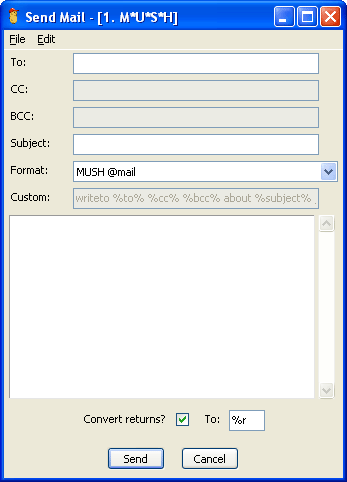 Send Mail - [1. M*U*S*H]
File Edit
To:
CC:
BCC:
Subject:
Format: MUSH @mail
Custom: writeto %to% %cc% %bcc% about %subject%
Convert returns? To: %r
Send Cancel